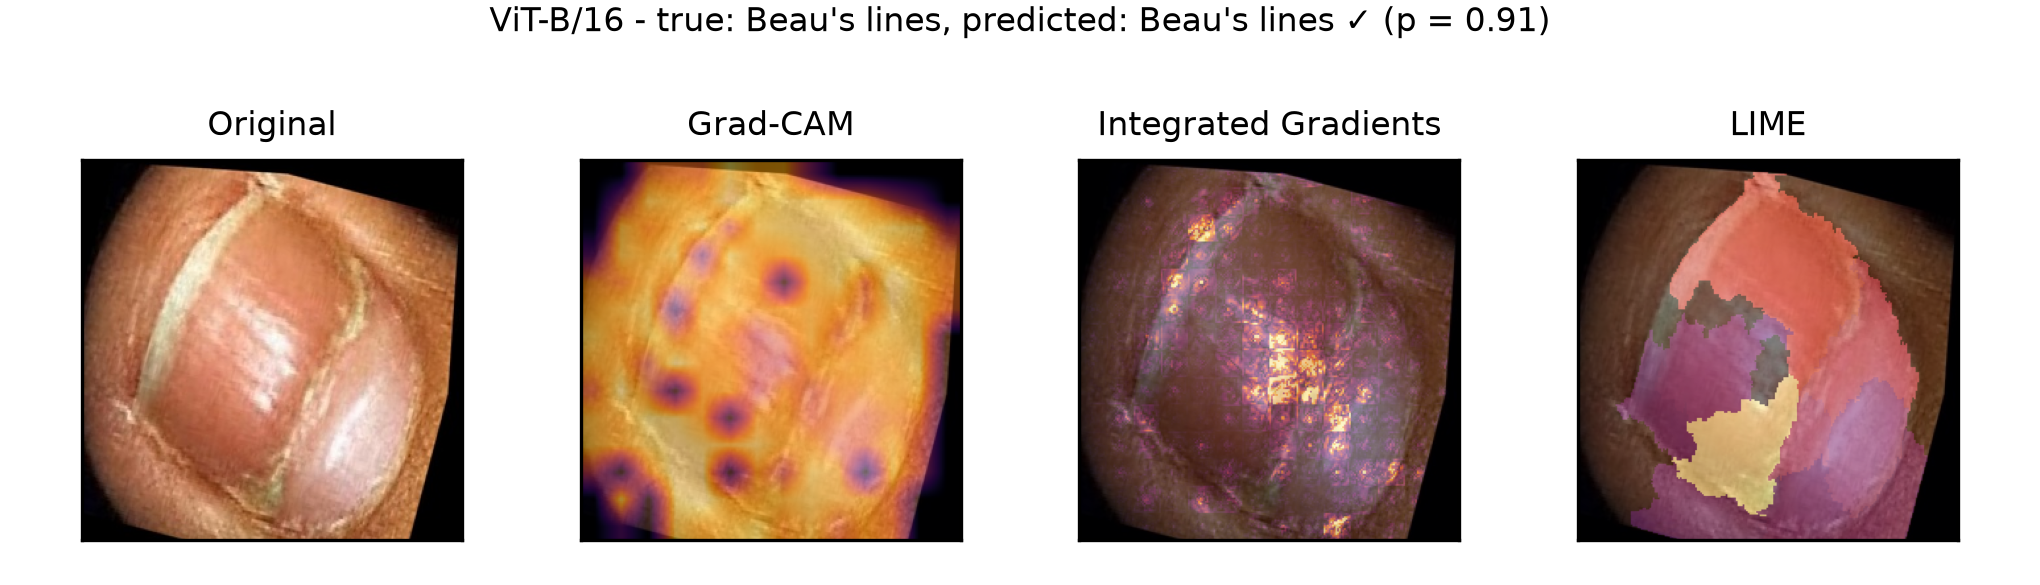 ViT-B/16 - true: Beau's lines, predicted: Beau's lines ✓ (p = 0.91)
Original
Grad-CAM
Integrated Gradients
LIME